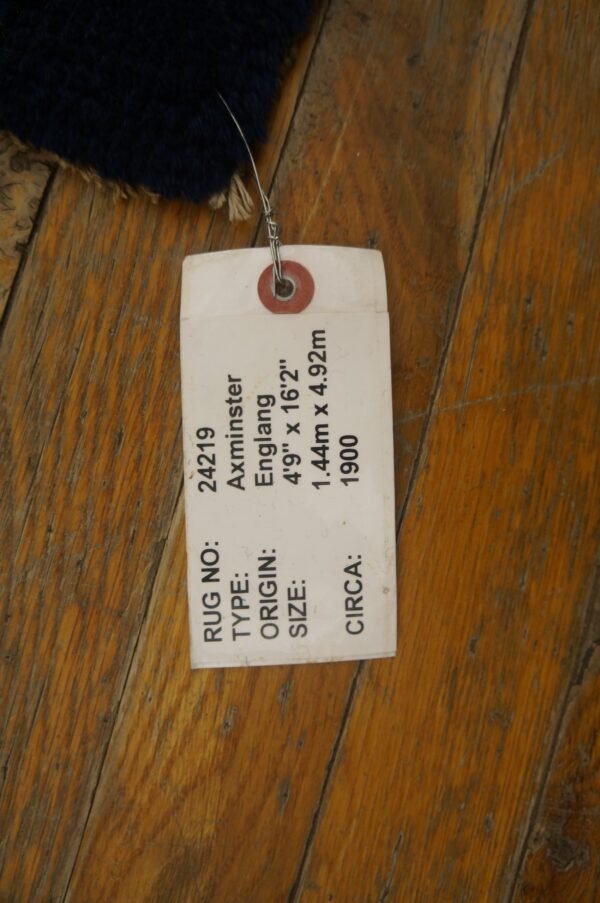 RUG NO: 24219
TYPE: Axminster
ORIGIN: Englang
SIZE: 4'9" x 16'2"
1.44m x 4.92m
CIRCA: 1900